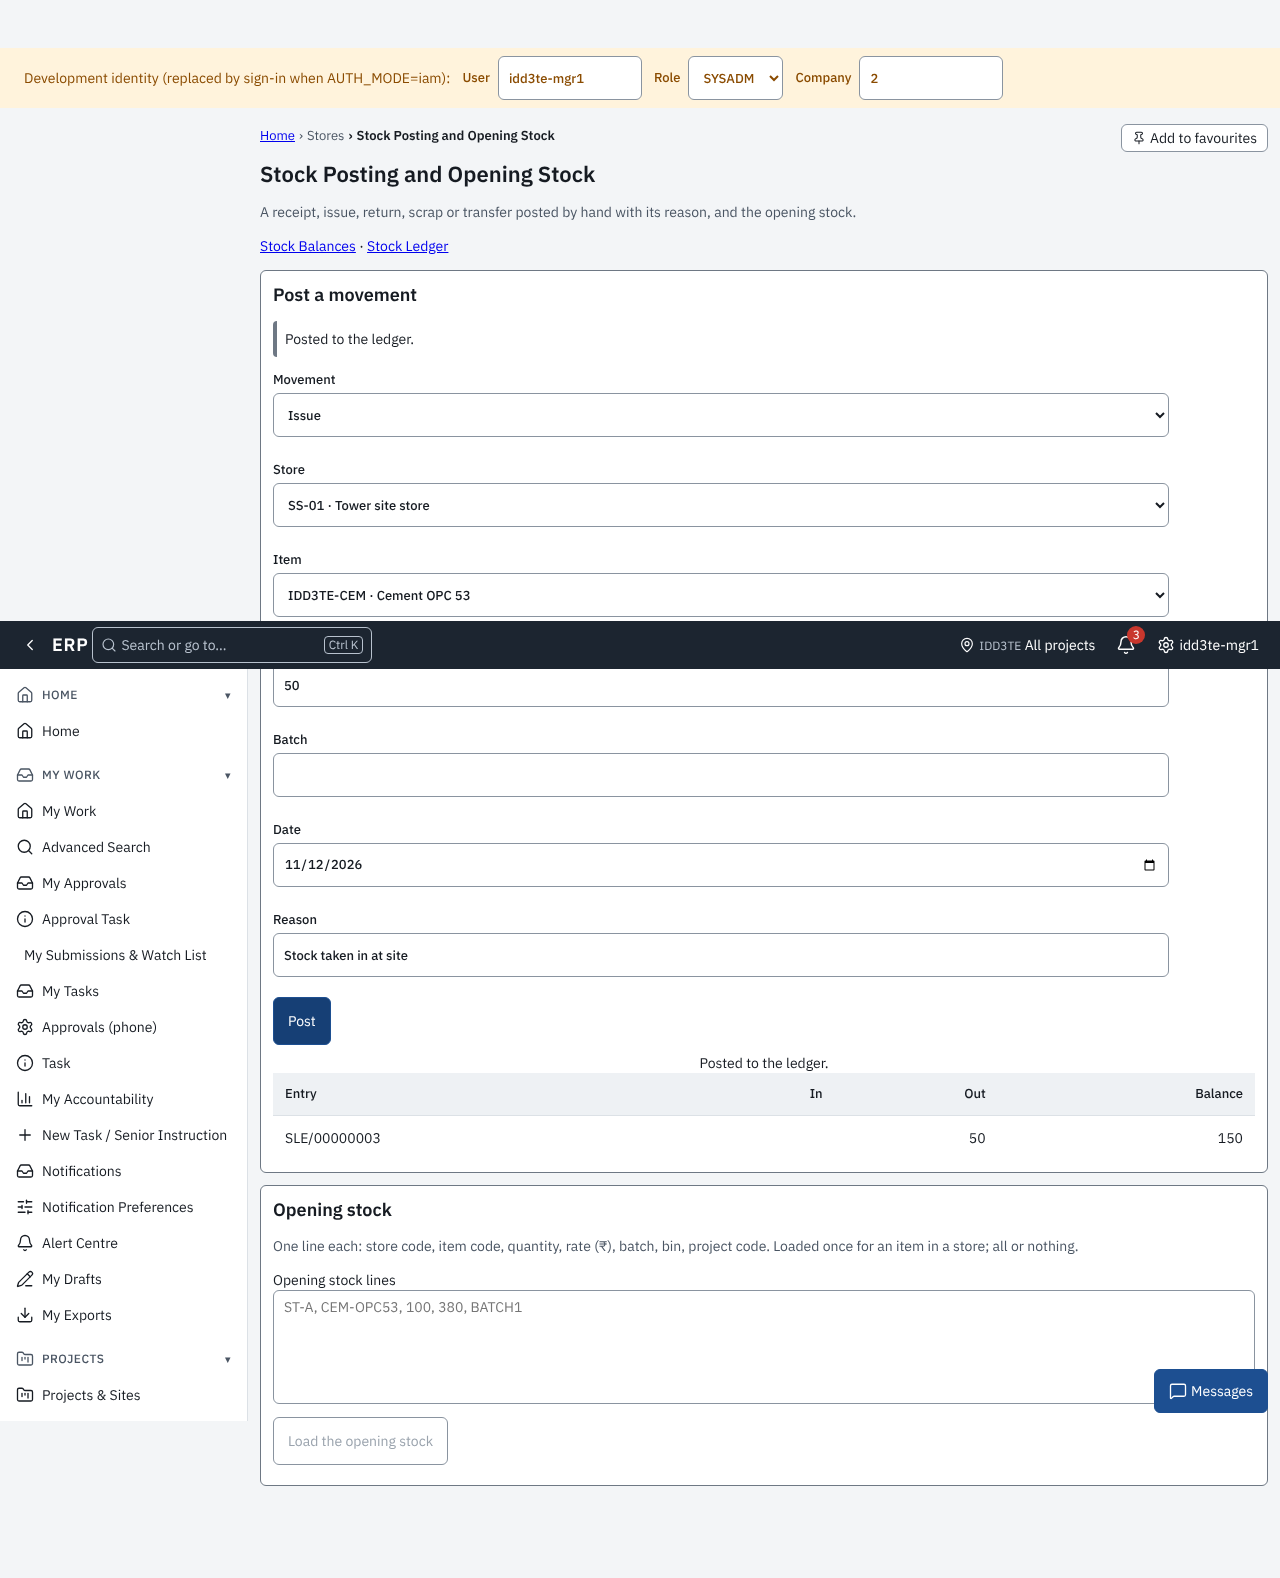 Development identity (replaced by sign-in when AUTH_MODE=iam): User idd3te-mgr1 Role SYSADM Company 2
Home › Stores › Stock Posting and Opening Stock
Add to favourites
Stock Posting and Opening Stock
A receipt, issue, return, scrap or transfer posted by hand with its reason, and the opening stock.
Stock Balances · Stock Ledger
Post a movement
Posted to the ledger.
Movement
Issue
Store
SS-01 · Tower site store
Item
IDD3TE-CEM · Cement OPC 53
ERP Search or go to... Ctrl K IDD3TE All projects 3 idd3te-mgr1
HOME
Home
MY WORK
My Work
Advanced Search
My Approvals
Approval Task
My Submissions & Watch List
My Tasks
Approvals (phone)
Task
My Accountability
New Task / Senior Instruction
Notifications
Notification Preferences
Alert Centre
My Drafts
My Exports
PROJECTS
Projects & Sites
50
Batch
Date
11/12/2026
Reason
Stock taken in at site
Post
Posted to the ledger.
Entry In Out Balance
SLE/00000003 50 150
Opening stock
One line each: store code, item code, quantity, rate (₹), batch, bin, project code. Loaded once for an item in a store; all or nothing.
Opening stock lines
ST-A, CEM-OPC53, 100, 380, BATCH1
Messages
Load the opening stock